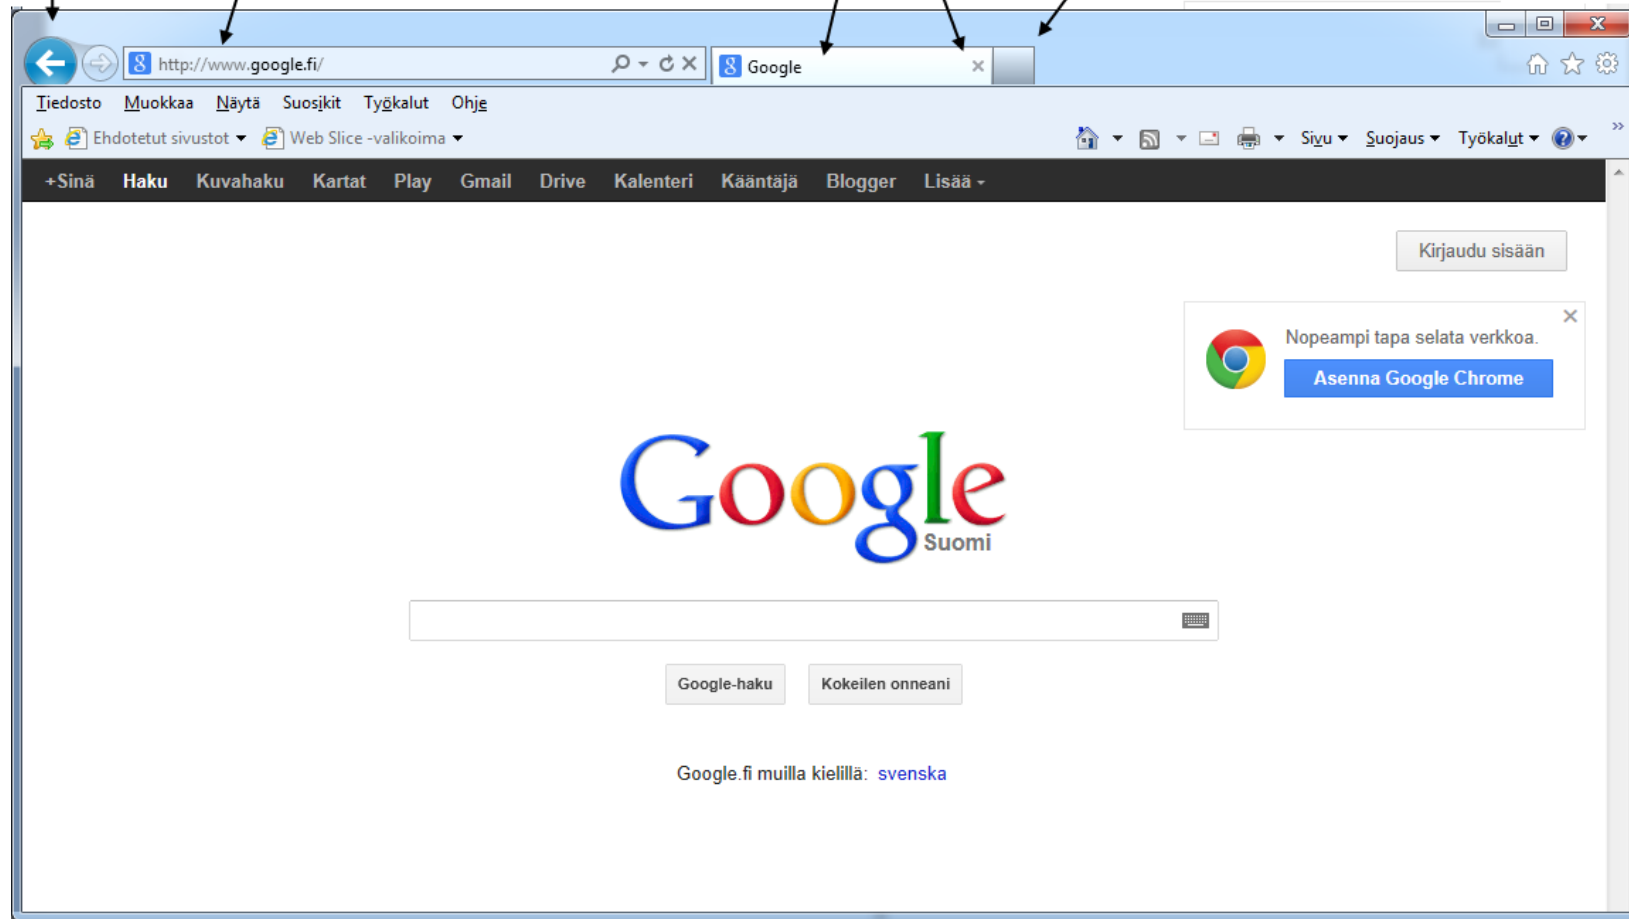 http://www.google.fi/ Google
Tiedosto Muokkaa Näytä Suosikit Työkalut Ohje
Ehdotetut sivustot Web Slice -valikoima Sivu Suojaus Työkalut
+Sinä Haku Kuvahaku Kartat Play Gmail Drive Kalenteri Kääntäjä Blogger Lisää
Kirjaudu sisään
Nopeampi tapa selata verkkoa.
Asenna Google Chrome
Google
Suomi
Google-haku Kokeilen onneani
Google.fi muilla kielillä: svenska